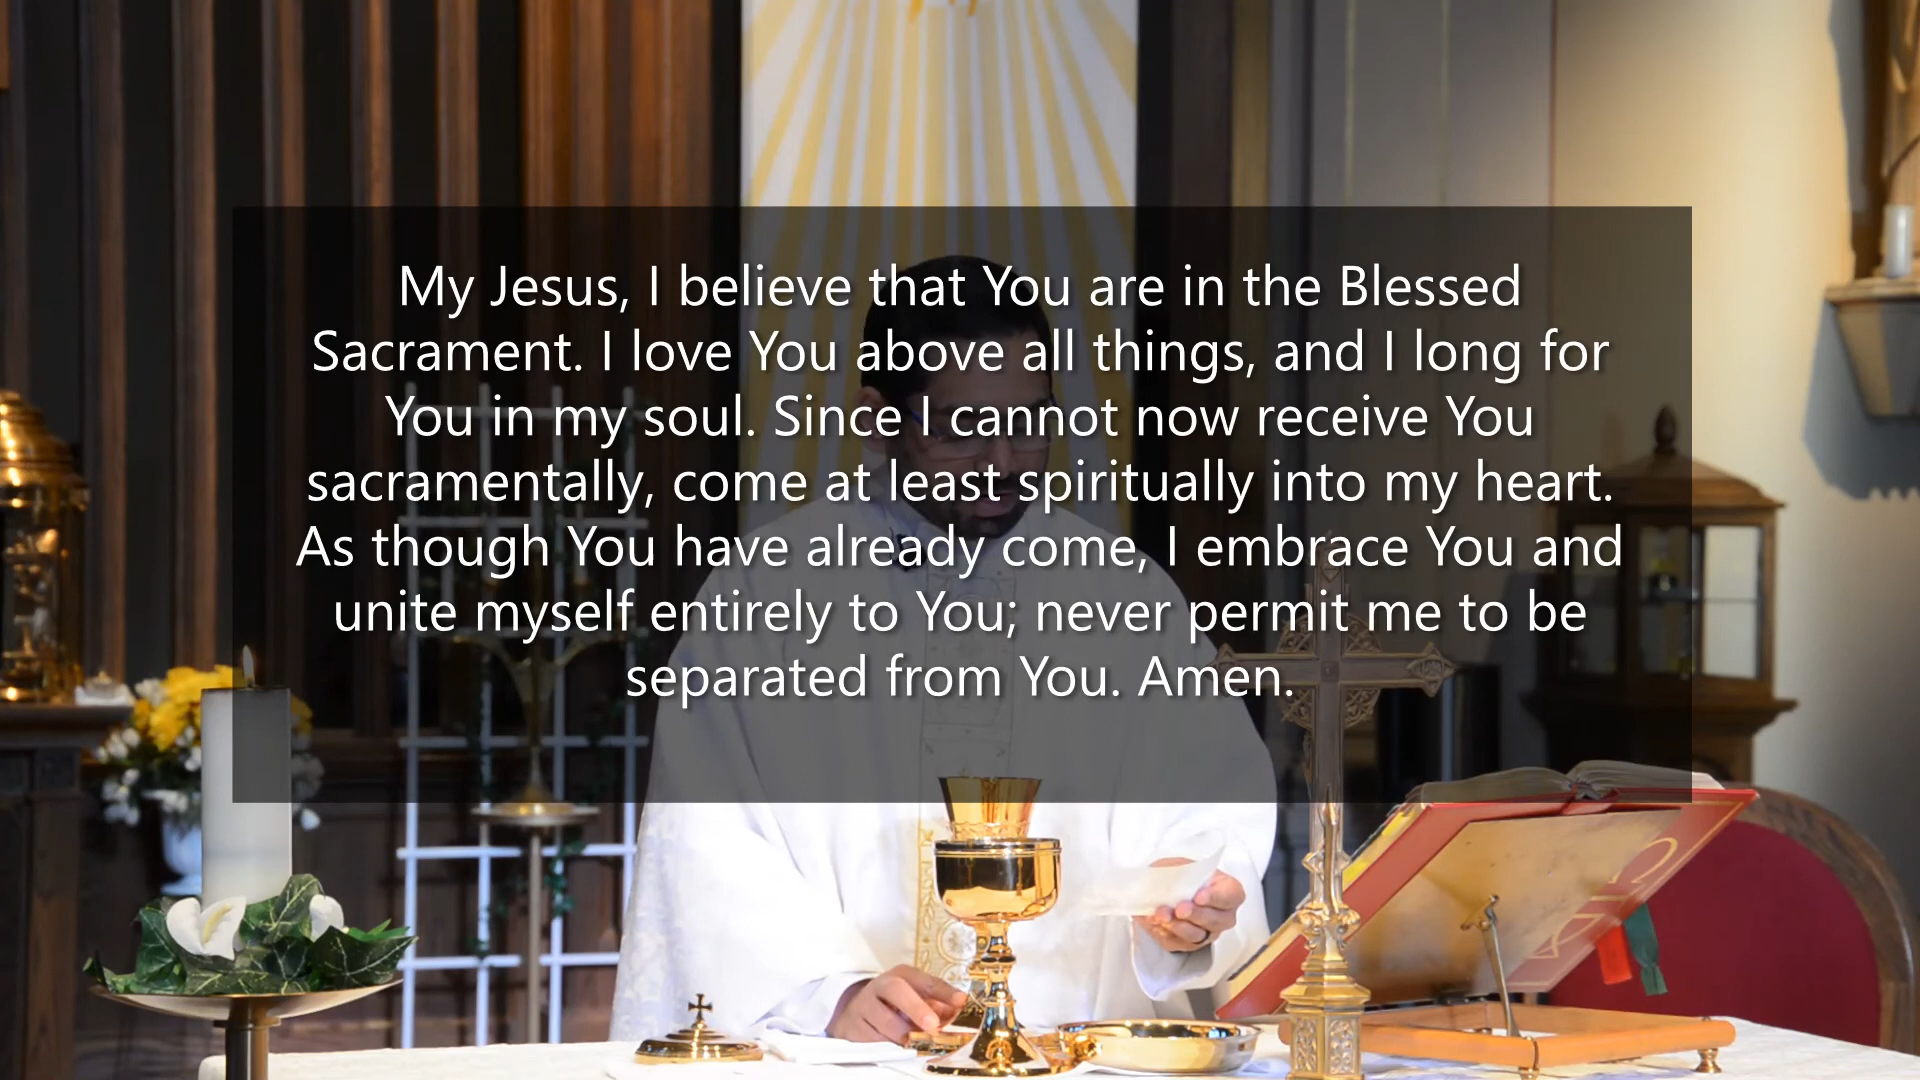 My Jesus, I believe that You are in the Blessed
Sacrament. I love You above all things, and I long for
You in my soul. Since I cannot now receive You
sacramentally, come at least spiritually into my heart.
As though You have already come, I embrace You and
unite myself entirely to You; never permit me to be
separated from You. Amen.